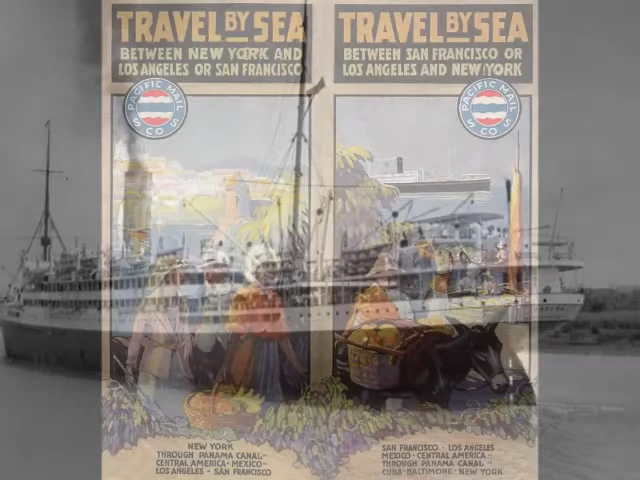 TRAVEL BY SEA
BETWEEN NEW YORK AND
LOS ANGELES OR SAN FRANCISCO
PACIFIC MAIL
S S CO
NEW YORK
THROUGH PANAMA CANAL-
CENTRAL AMERICA · MEXICO-
LOS ANGELES - SAN FRANCISCO
TRAVEL BY SEA
BETWEEN SAN FRANCISCO OR
LOS ANGELES AND NEW YORK
PACIFIC MAIL
S S CO
SAN FRANCISCO · LOS ANGELES
MEXICO · CENTRAL AMERICA -
THROUGH PANAMA CANAL -
CUBA · BALTIMORE · NEW YORK